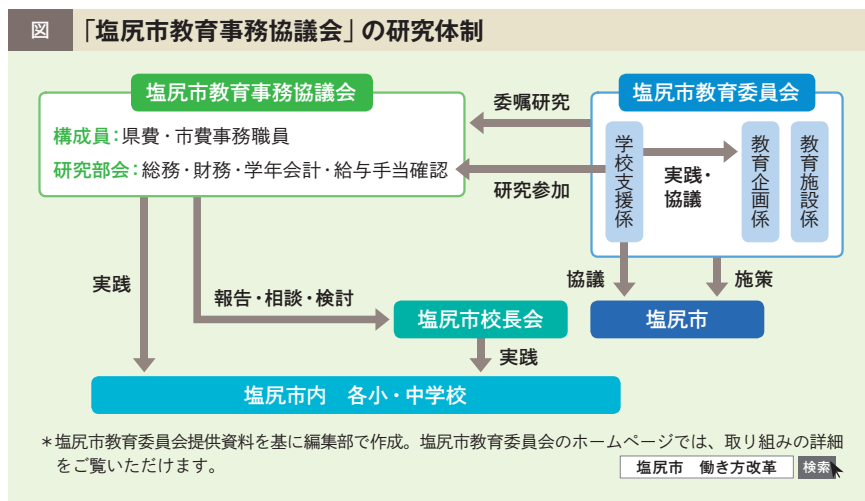 図 「塩尻市教育事務協議会」の研究体制
塩尻市教育事務協議会
構成員：県費・市費事務職員
研究部会：総務・財務・学年会計・給与手当確認
委嘱研究
研究参加
塩尻市教育委員会
学校支援係
実践・
協議
教育企画係
教育施設係
実践
報告・相談・検討
協議
施策
塩尻市校長会
塩尻市
実践
塩尻市内　各小・中学校
＊塩尻市教育委員会提供資料を基に編集部で作成。塩尻市教育委員会のホームページでは、取り組みの詳細
をご覧いただけます。
塩尻市　働き方改革 検索